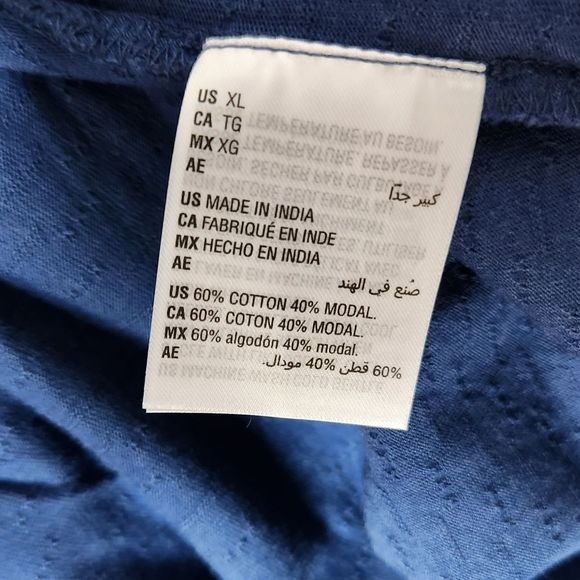 US XL
CA TG
MX XG
AE كبير جدًا
US MADE IN INDIA
CA FABRIQUÉ EN INDE
MX HECHO EN INDIA
AE صُنع في الهند
US 60% COTTON 40% MODAL.
CA 60% COTON 40% MODAL.
MX 60% algodón 40% modal.
AE 60% قطن 40% مودال.